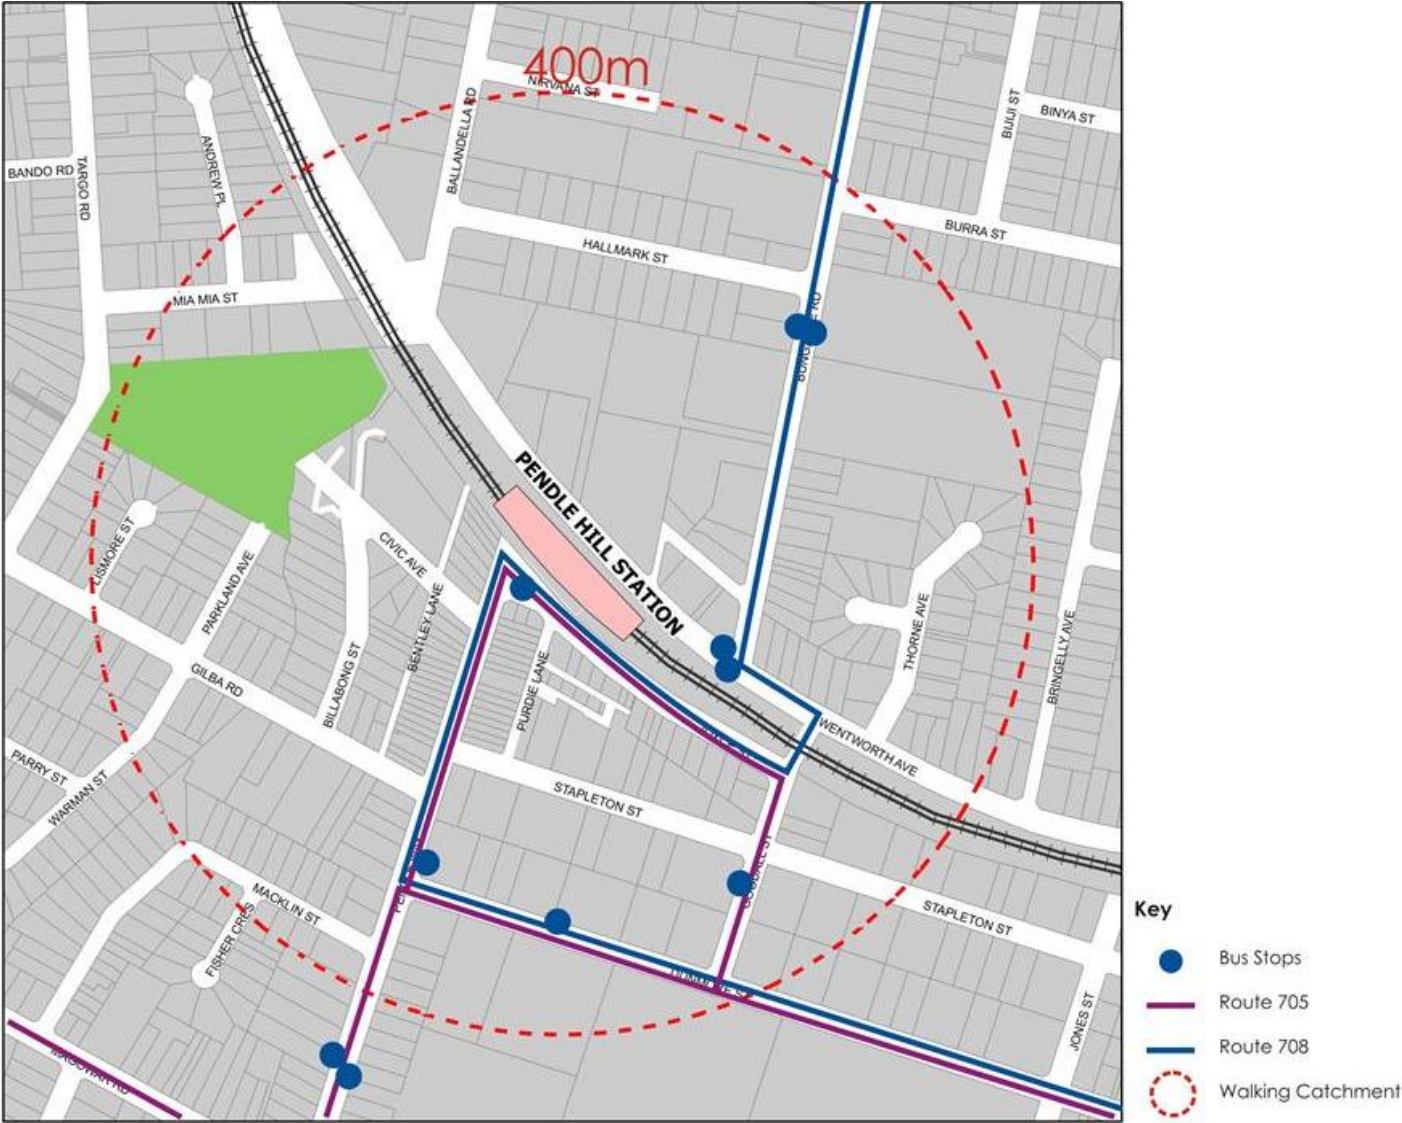 400m
NIRVANA ST
BALLANDELLA RD
BIJIJI ST
BINYA ST
BANDO RD
TARGO RD
ANDREW PL
BURRA ST
HALLMARK ST
MIA MIA ST
PENDLE HILL STATION
CIVIC AVE
LISMORE ST
PARKLAND AVE
BENTLEY LANE
BILLABONG ST
PURDIE LANE
THORNE AVE
BRINGELLY AVE
GILBA RD
WENTWORTH AVE
PARRY ST
WARMAN ST
STAPLETON ST
MACKLIN ST
FISHER CRES
STAPLETON ST
JONES ST
Key
Bus Stops
Route 705
Route 708
Walking Catchment